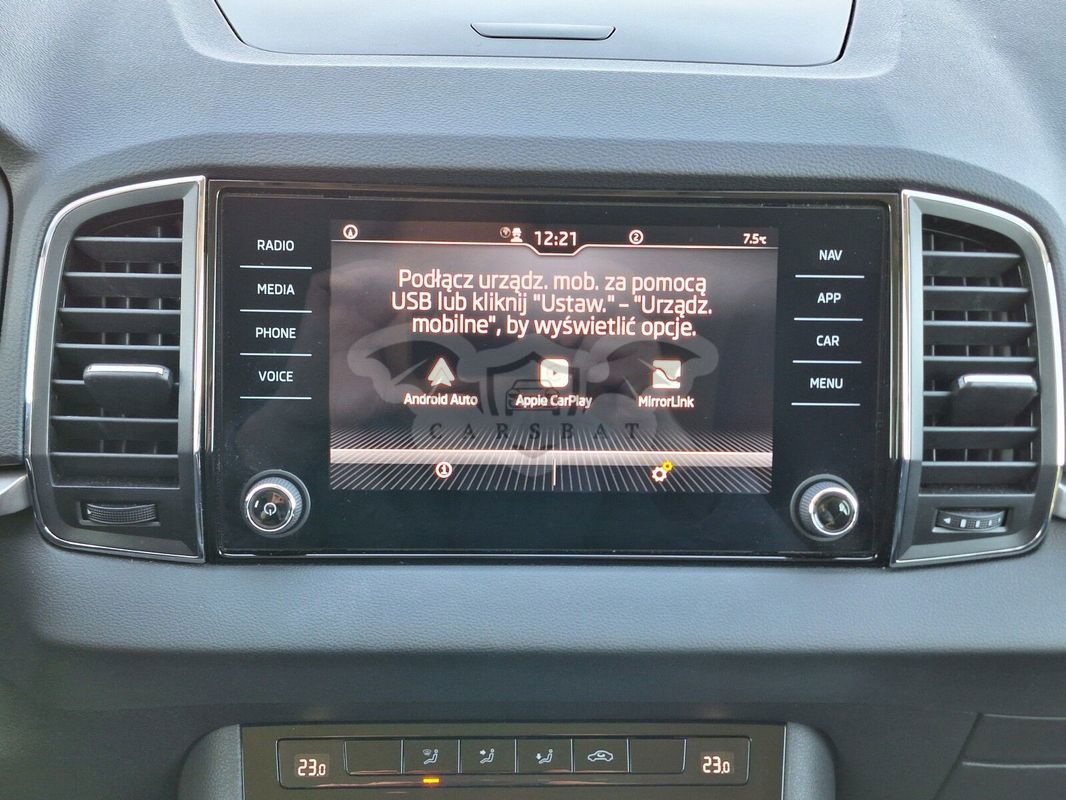 12:21
7.5°C
Podłącz urządz. mob. za pomocą
USB lub kliknij "Ustaw." – "Urządz.
mobilne", by wyświetlić opcje.
Android Auto
Apple CarPlay
MirrorLink
CARSBAT
RADIO
MEDIA
PHONE
VOICE
NAV
APP
CAR
MENU
23.0
23.0